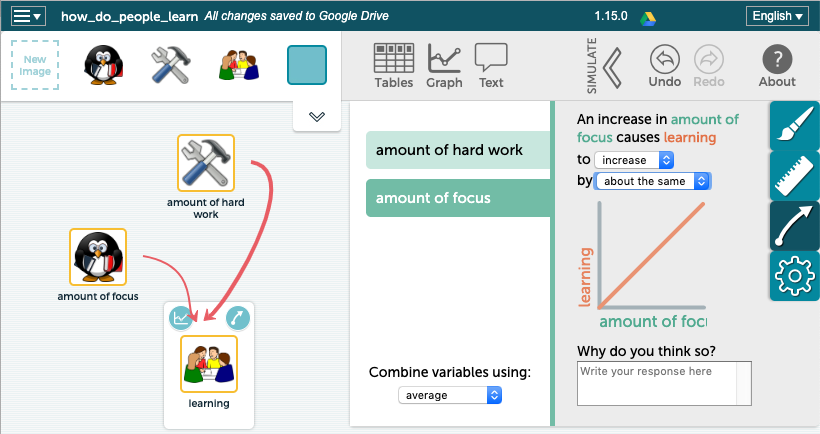 how_do_people_learn All changes saved to Google Drive
1.15.0
English
New
Image
Tables
Graph
Text
SIMULATE
Undo
Redo
About
amount of hard
work
amount of focus
learning
amount of hard work
amount of focus
Combine variables using:
average
An increase in amount of
focus causes learning
to increase
by about the same
learning
amount of focu
Why do you think so?
Write your response here